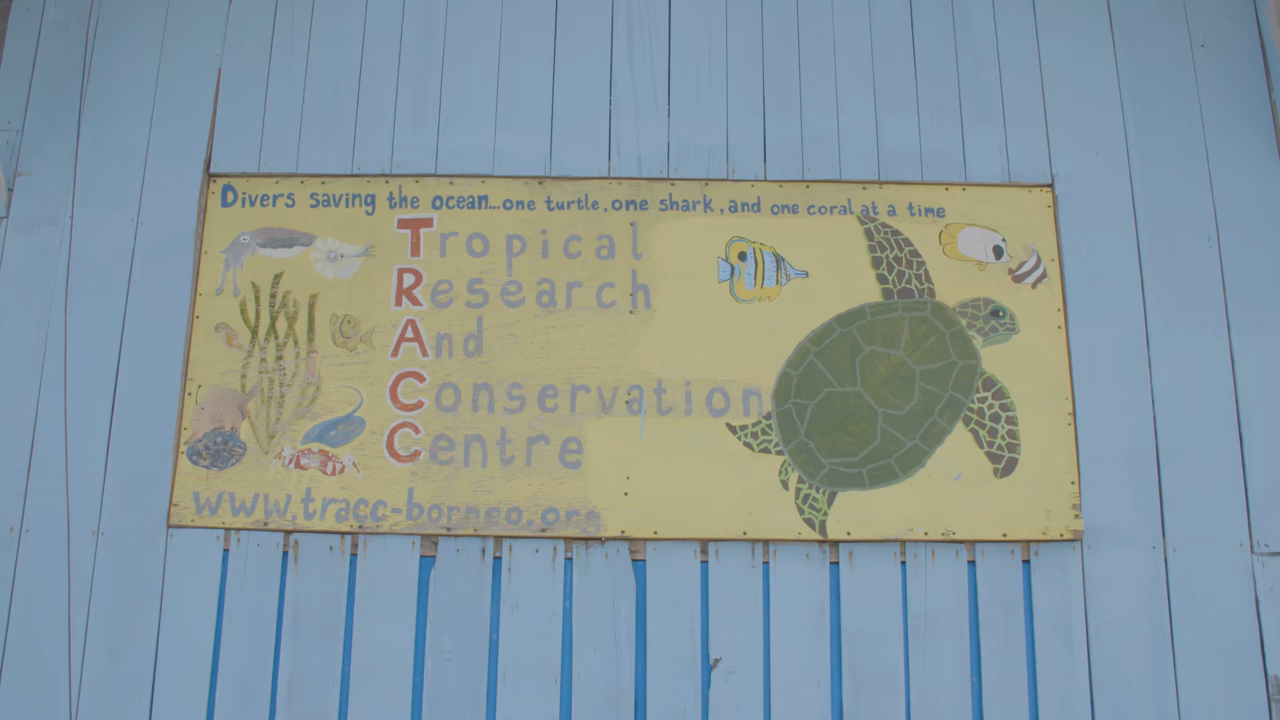 Divers saving the ocean...one turtle, one shark, and one coral at a time
Tropical
Research
And
Conservation
Centre
www.tracc-borneo.org